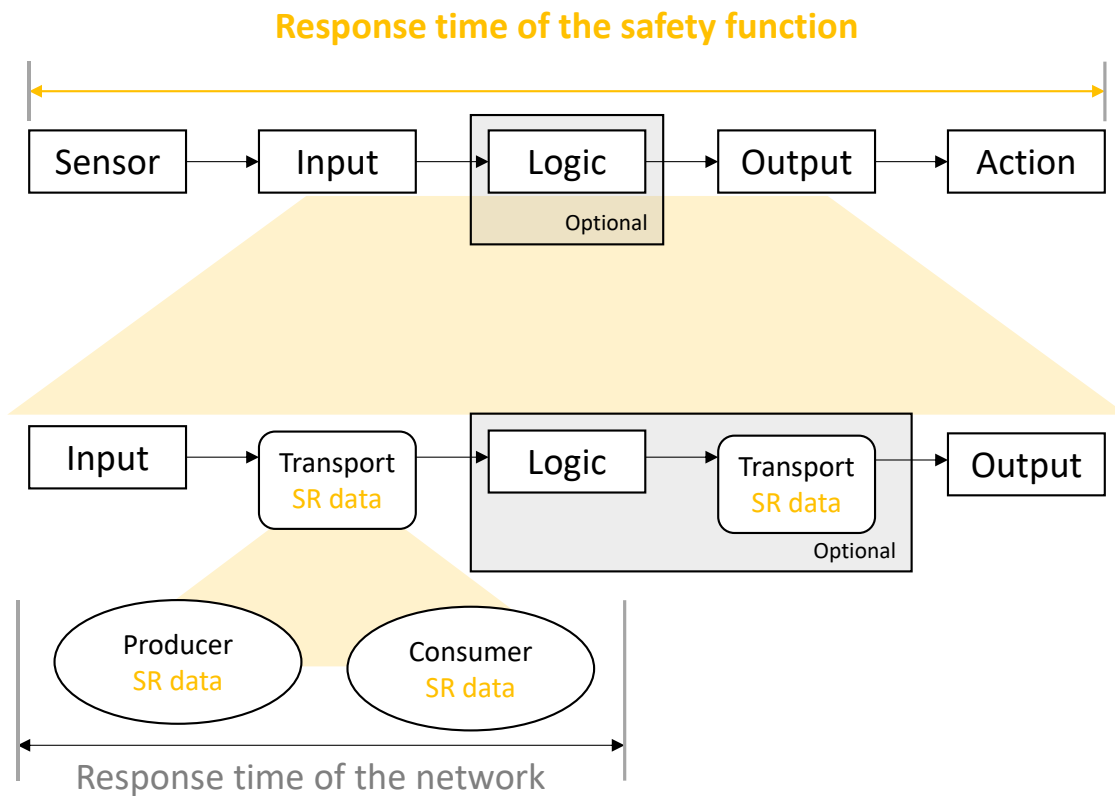 Response time of the safety function
Sensor
Input
Logic
Output
Action
Optional
Input
Transport
SR data
Logic
Transport
SR data
Output
Optional
Producer
SR data
Consumer
SR data
Response time of the network